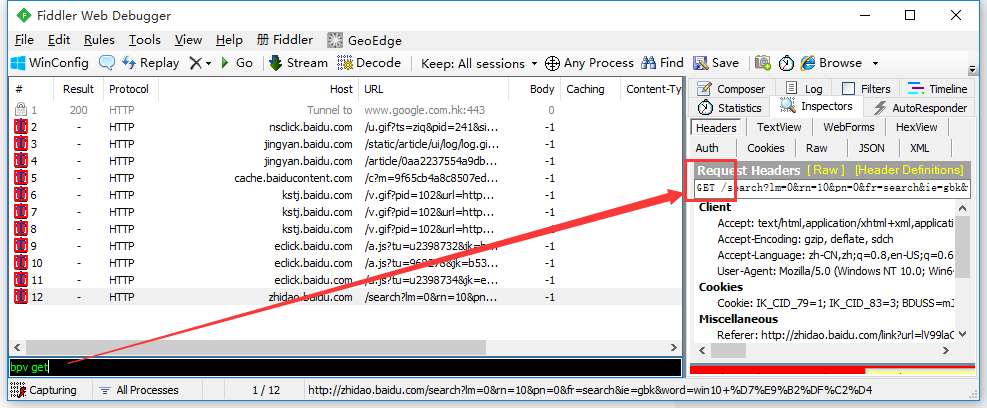 Fiddler Web Debugger
File Edit Rules Tools View Help 册 Fiddler GeoEdge
WinConfig Replay Go Stream Decode Keep: All sessions Any Process Find Save Browse
# Result Protocol Host URL Body Caching Content-Ty
1 200 HTTP Tunnel to www.google.com.hk:443 0
2 - HTTP nsclick.baidu.com /u.gif?ts=ziq&pid=241&si... -1
3 - HTTP jingyan.baidu.com /static/article/ui/log/log.gi... -1
4 - HTTP jingyan.baidu.com /article/0aa2237554a9db... -1
5 - HTTP cache.baiducontent.com /c?m=9f65cb4a8c8507ed... -1
6 - HTTP kstj.baidu.com /v.gif?pid=102&url=http... -1
7 - HTTP kstj.baidu.com /v.gif?pid=102&url=http... -1
8 - HTTP kstj.baidu.com /v.gif?pid=102&url=http...
9 - HTTP eclick.baidu.com /a.js?tu=u2398732&jk=b... -1
10 - HTTP eclick.baidu.com -1
11 - HTTP eclick.baidu.com -1
12 - HTTP zhidao.baidu.com /search?lm=0&rn=10&pn... -1
bpv get
Capturing All Processes 1 / 12 http://zhidao.baidu.com/search?lm=0&rn=10&pn=0&fr=search&ie=gbk&word=win10+%D7%E9%B2%DF%C2%D4
Composer Log Filters Timeline
Statistics Inspectors AutoResponder
Headers TextView WebForms HexView
Auth Cookies Raw JSON XML
Request Headers [ Raw ] [Header Definitions]
GET /search?lm=0&rn=10&pn=0&fr=search&ie=gbk&
Client
Accept: text/html,application/xhtml+xml,applicatio
Accept-Encoding: gzip, deflate, sdch
Accept-Language: zh-CN,zh;q=0.8,en-US;q=0.6
User-Agent: Mozilla/5.0 (Windows NT 10.0; Win6
Cookies
Cookie: IK_CID_79=1; IK_CID_83=3; BDUSS=mJ
Miscellaneous
Referer: http://zhidao.baidu.com/link?url=lV99laC